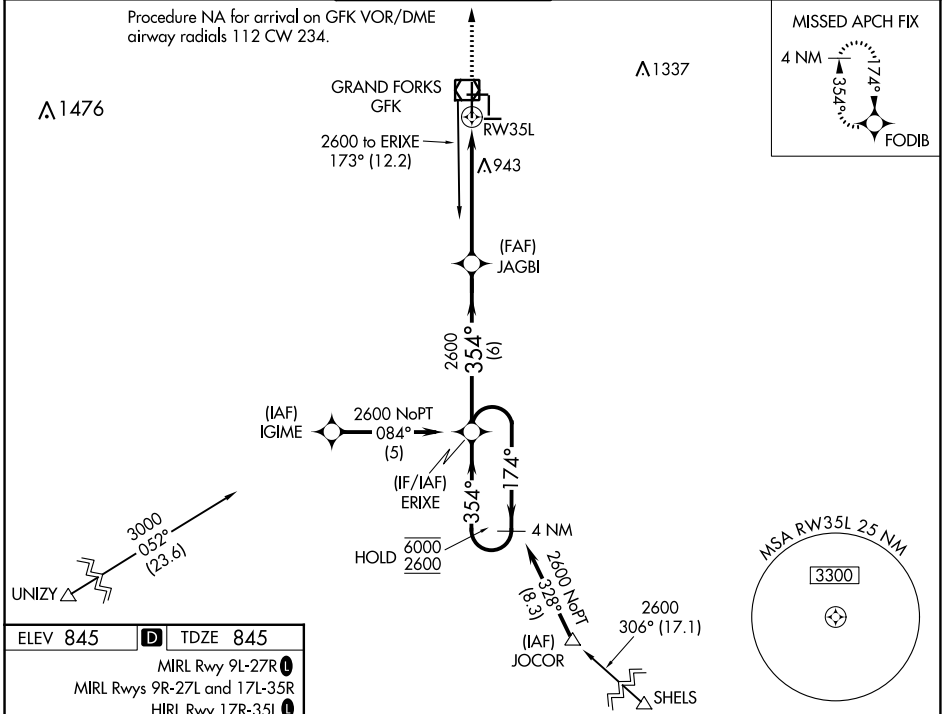 Procedure NA for arrival on GFK VOR/DME
airway radials 112 CW 234.
MISSED APCH FIX
4 NM
354°
174°
FODIB
1476
GRAND FORKS
GFK
1337
RW35L
2600 to ERIXE
173° (12.2)
943
(FAF)
JAGBI
2600
354°
(6)
(IAF)
IGIME
2600 NoPT
084°
(5)
(IF/IAF)
ERIXE
354°
174°
4 NM
HOLD 6000
2600
3000
052°
(23.6)
UNIZY
2600 NoPT
328°
(8.3)
(IAF)
JOCOR
2600
306° (17.1)
SHELS
MSA RW35L 25 NM
3300
ELEV 845 D TDZE 845
MIRL Rwy 9L-27R L
MIRL Rwys 9R-27L and 17L-35R
HIRL Rwy 17R-35L L